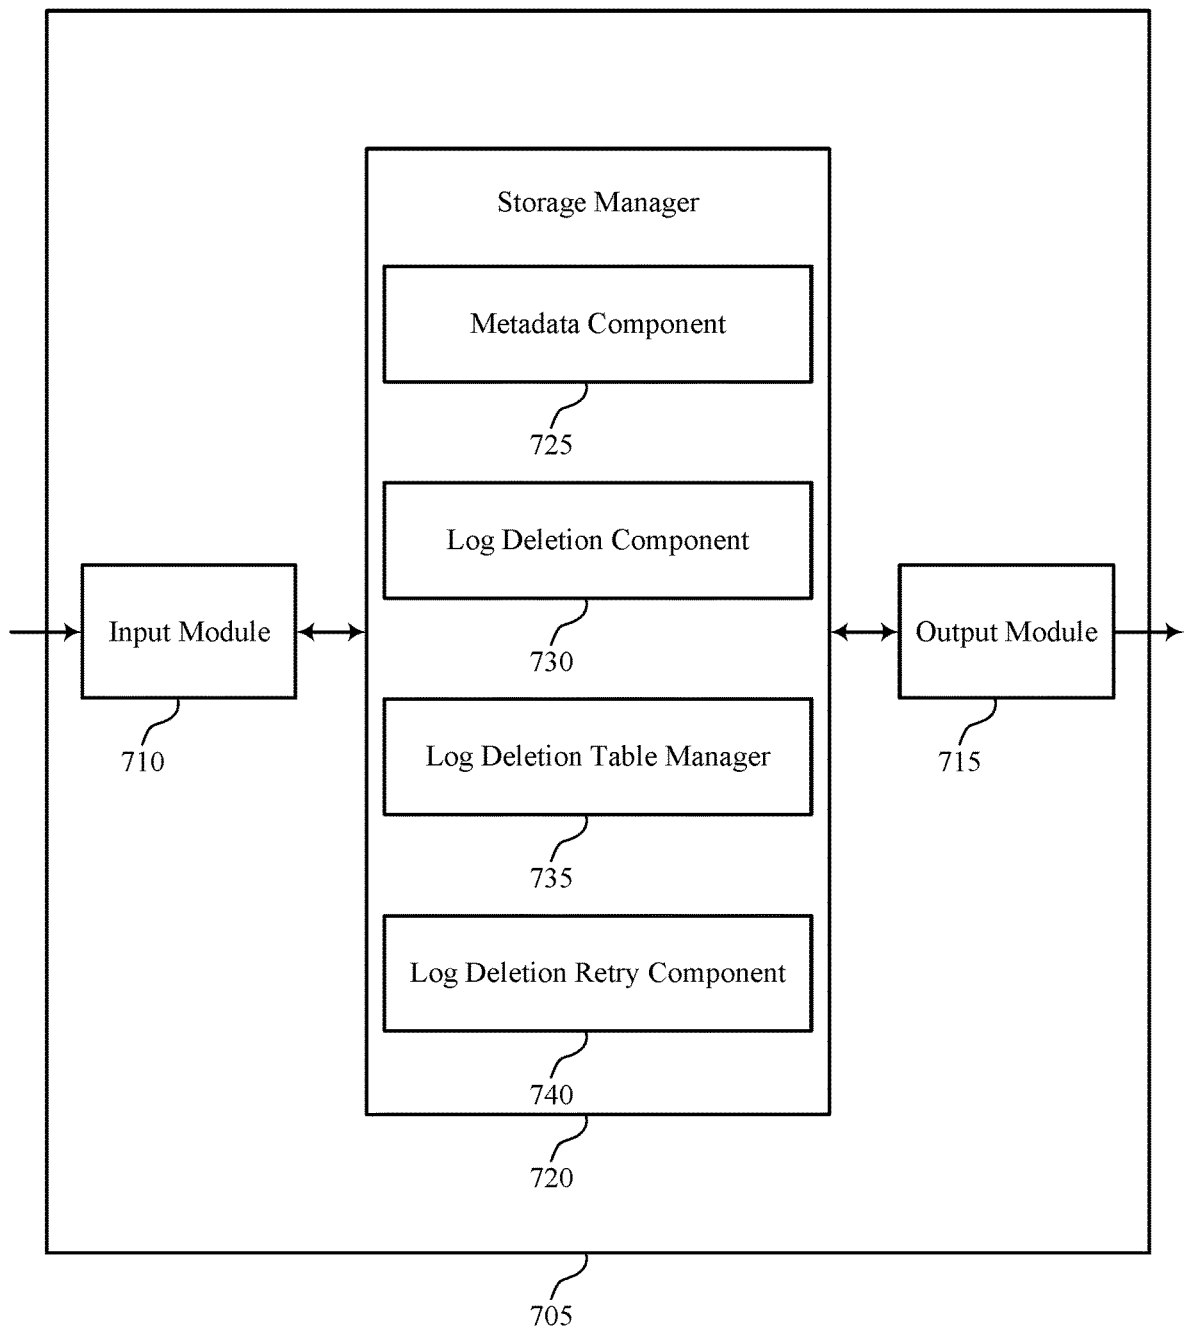 Storage Manager
Metadata Component
725
Log Deletion Component
730
Input Module
710
Output Module
715
Log Deletion Table Manager
735
Log Deletion Retry Component
740
720
705